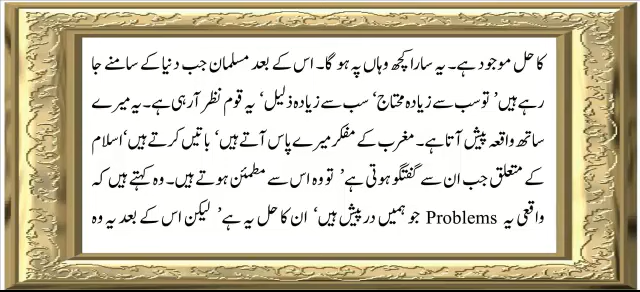 کا حل موجود ہے۔ یہ سارا کچھ وہاں پہ ہو گا۔ اس کے بعد مسلمان جب دنیا کے سامنے جا
رہے ہیں’ تو سب سے زیادہ محتاج‘ سب سے زیادہ ذلیل‘ یہ قوم نظر آ رہی ہے۔ یہ میرے
ساتھ واقعہ پیش آتا ہے۔ مغرب کے مفکر میرے پاس آتے ہیں‘ باتیں کرتے ہیں‘ اسلام
کے متعلق جب ان سے گفتگو ہوتی ہے’ تو وہ اس سے مطمئن ہوتے ہیں۔ وہ کہتے ہیں کہ
واقعی یہ Problems جو ہمیں درپیش ہیں‘ ان کا حل یہ ہے’ لیکن اس کے بعد یہ وہ